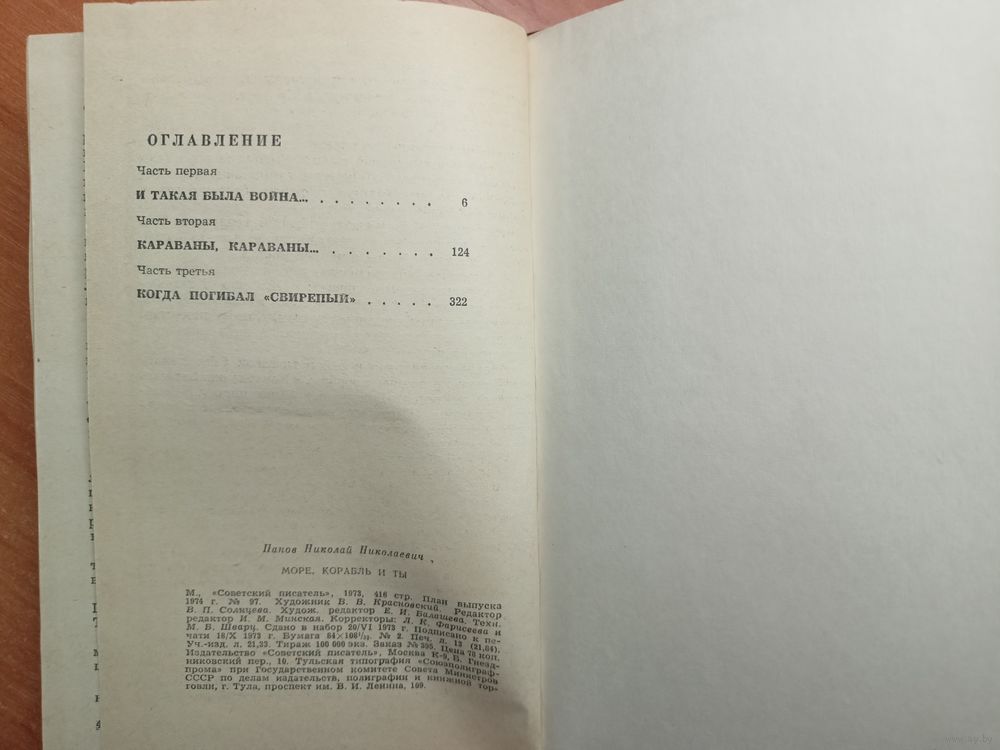 ОГЛАВЛЕНИЕ
Часть первая
И ТАКАЯ БЫЛА ВОЙНА... . . . . . . . . 6
Часть вторая
КАРАВАНЫ, КАРАВАНЫ... . . . . . . . 124
Часть третья
КОГДА ПОГИБАЛ «СВИРЕПЫЙ» . . . . . 322
Панов Николай Николаевич
МОРЕ, КОРАБЛЬ И ТЫ
М., «Советский писатель», 1973, 416 стр. План выпуска
1974 г. № 97. Художник В. В. Красновский. Редактор
В. П. Солнцева. Худож. редактор Е. И. Балашева. Техн.
редактор И. М. Минская. Корректоры: Л. К. Фарисеева и
М. Б. Шварц. Сдано в набор 20/VI 1973 г. Подписано к пе-
чати 18/X 1973 г. Бумага 84×108¹/₃₂. № 2. Печ. л. 13 (21,84).
Уч.-изд. л. 21,33. Тираж 100 000 экз. Заказ № 395. Цена 78 коп.
Издательство «Советский писатель», Москва К-9, Б. Гнезд-
никовский пер., 10. Тульская типография «Союзполиграф-
прома» при Государственном комитете Совета Министров
СССР по делам издательств, полиграфии и книжной тор-
говли, г. Тула, проспект им. В. И. Ленина, 109.